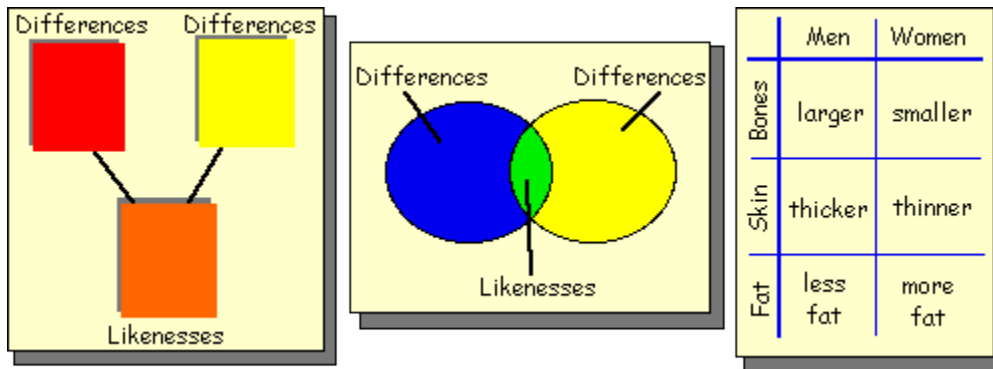 Differences Differences
Likenesses
Differences Differences
Likenesses
Men Women
Bones larger smaller
Skin thicker thinner
Fat less fat more fat